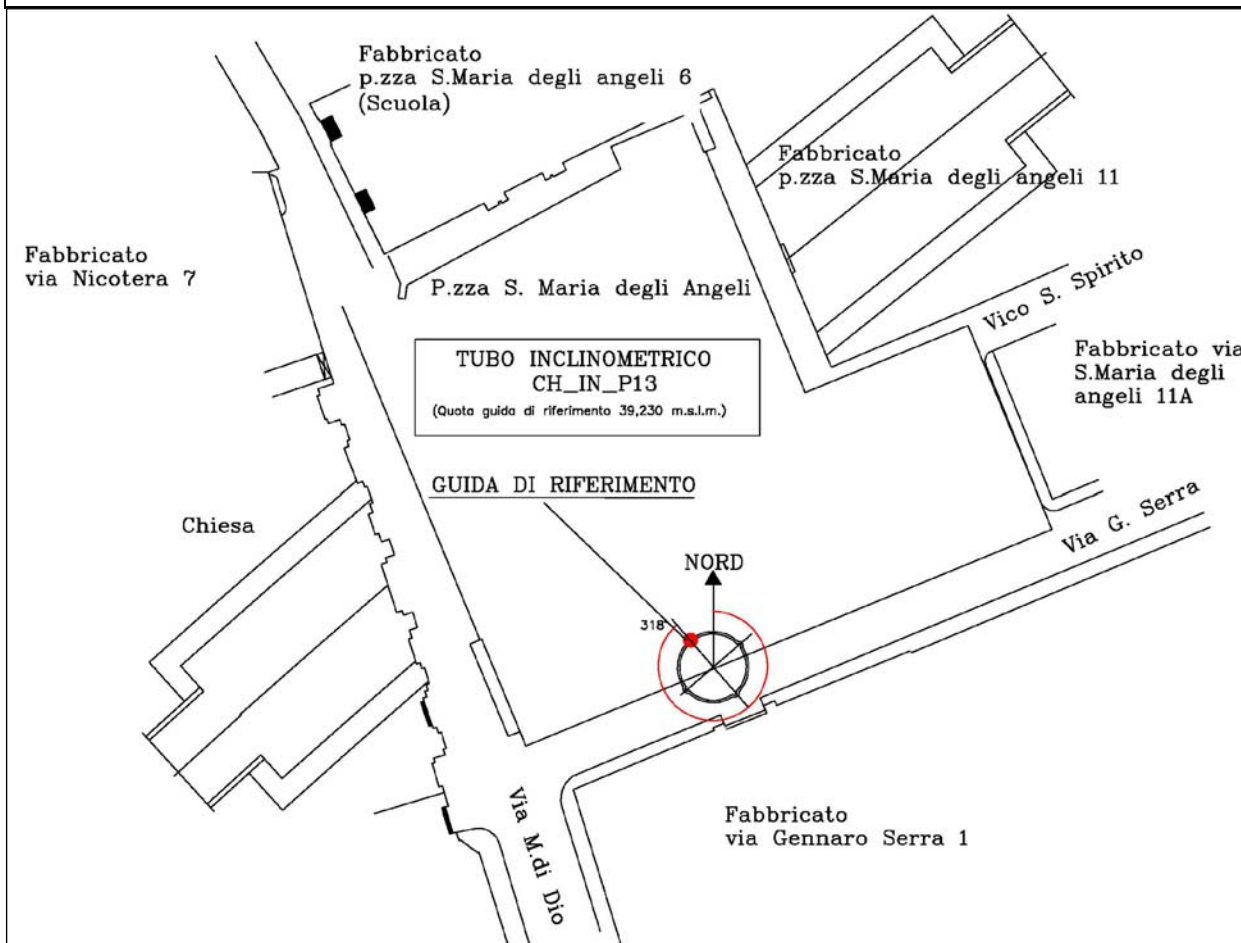 Fabbricato
p.zza S.Maria degli angeli 6
(Scuola)
Fabbricato
p.zza S.Maria degli angeli 11
Fabbricato
via Nicotera 7
P.zza S. Maria degli Angeli
Vico S. Spirito
TUBO INCLINOMETRICO
CH_IN_P13
(Quota guida di riferimento 39,230 m.s.l.m.)
Fabbricato via
S.Maria degli
angeli 11A
GUIDA DI RIFERIMENTO
Via G. Serra
Chiesa
NORD
318°
Via M.di Dio
Fabbricato
via Gennaro Serra 1